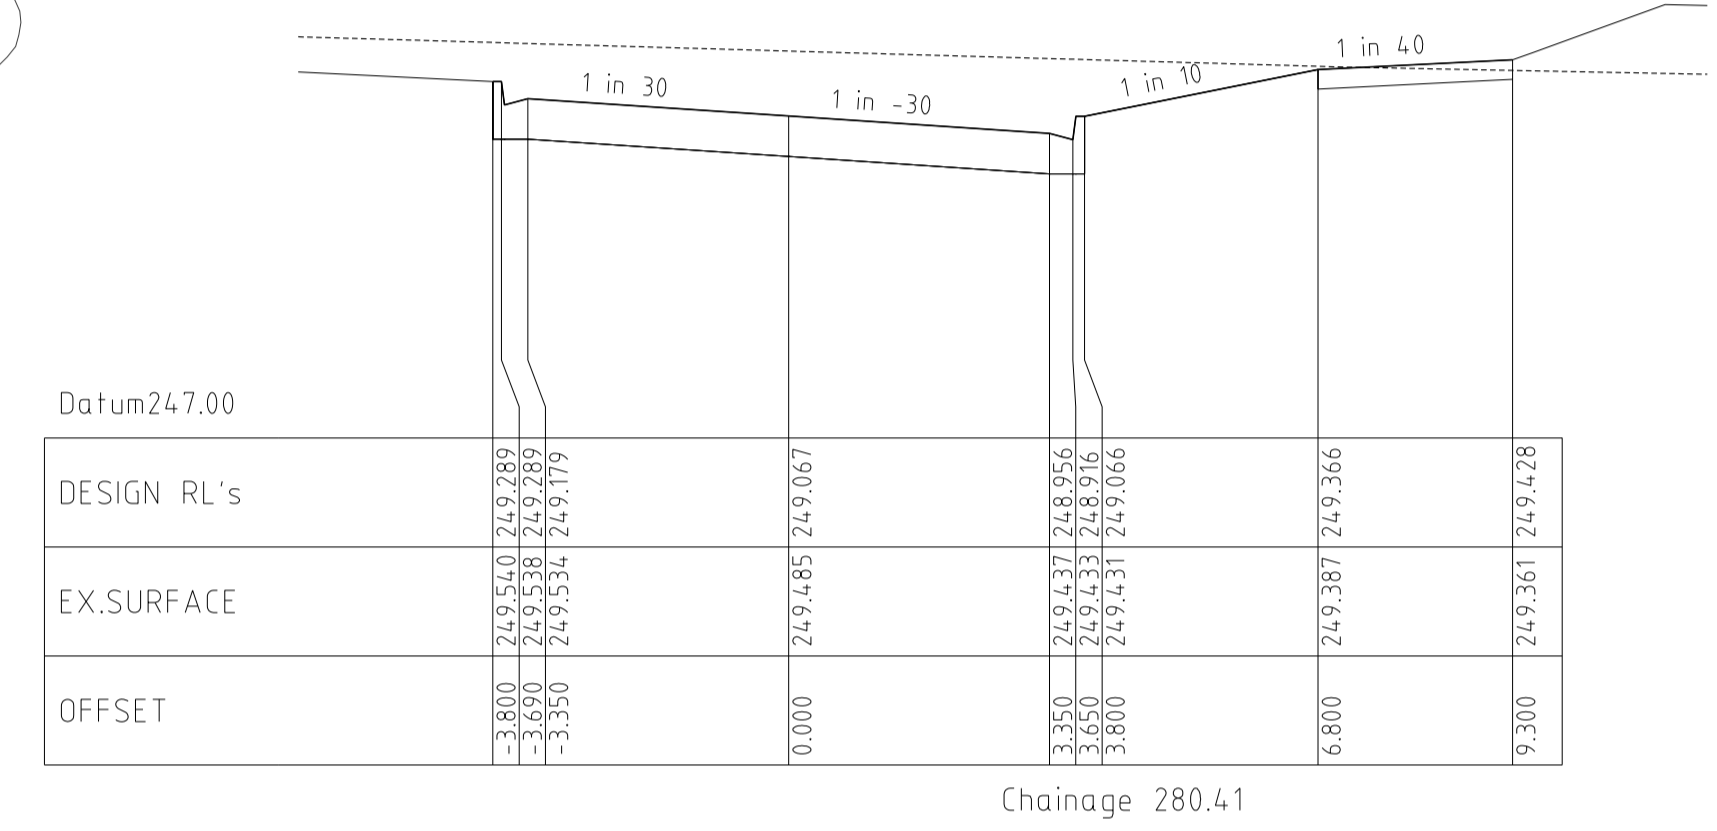 1 in 40
1 in 10
1 in 30
1 in -30
Datum247.00
DESIGN RL's 249.289 249.289 249.179 249.067 248.956 248.916 249.066 249.366 249.428
EX.SURFACE 249.540 249.538 249.534 249.485 249.437 249.433 249.431 249.387 249.361
OFFSET -3.800 -3.690 -3.350 0.000 3.350 3.650 3.800 6.800 9.300
Chainage 280.41